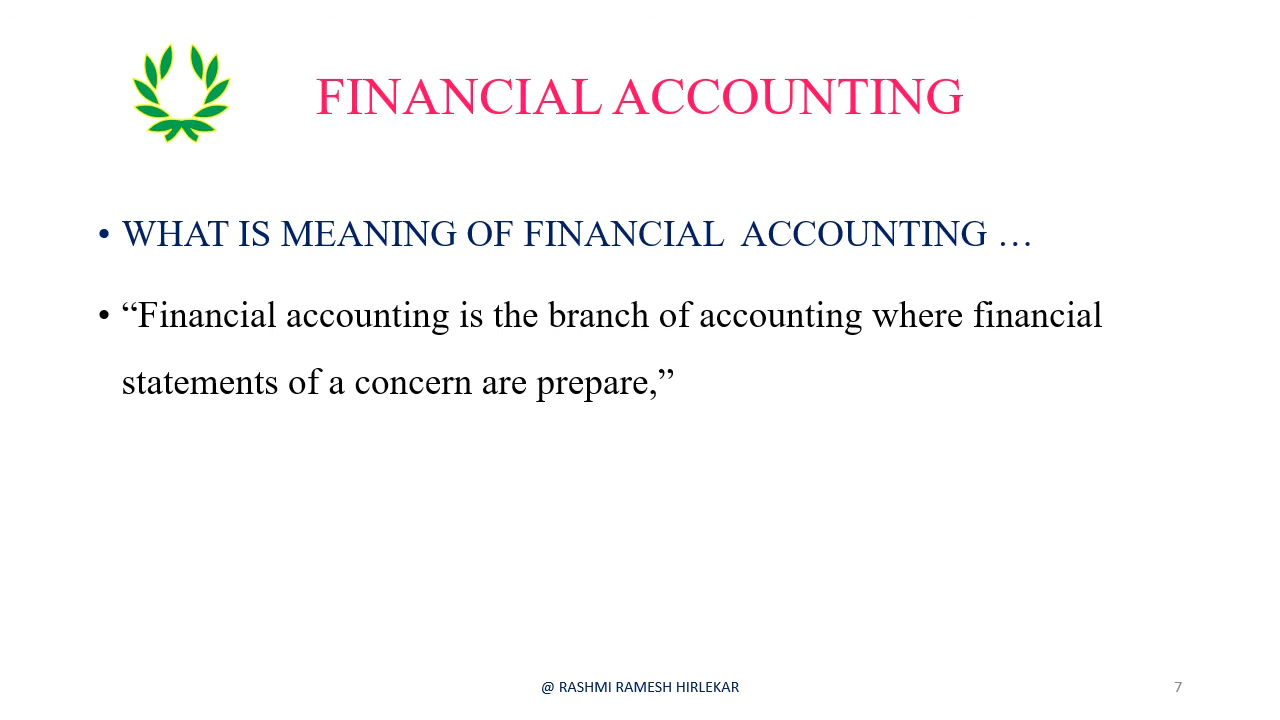 FINANCIAL ACCOUNTING
• WHAT IS MEANING OF FINANCIAL  ACCOUNTING …
• “Financial accounting is the branch of accounting where financial
statements of a concern are prepare,”
@ RASHMI RAMESH HIRLEKAR
7